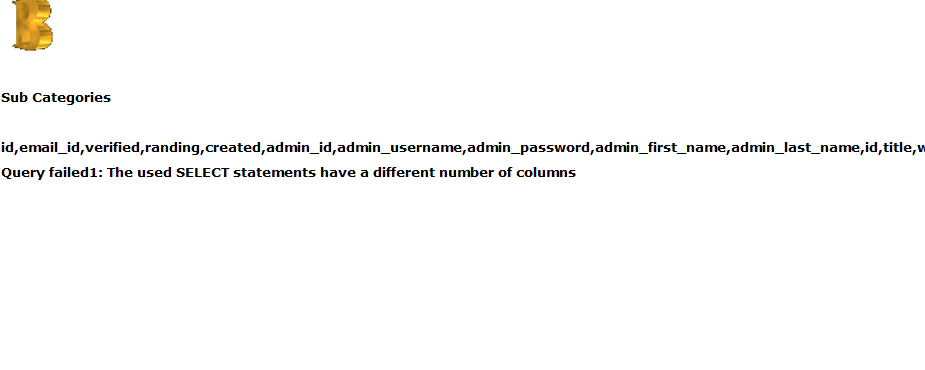 B
Sub Categories
id,email_id,verified,randing,created,admin_id,admin_username,admin_password,admin_first_name,admin_last_name,id,title,w
Query failed1: The used SELECT statements have a different number of columns